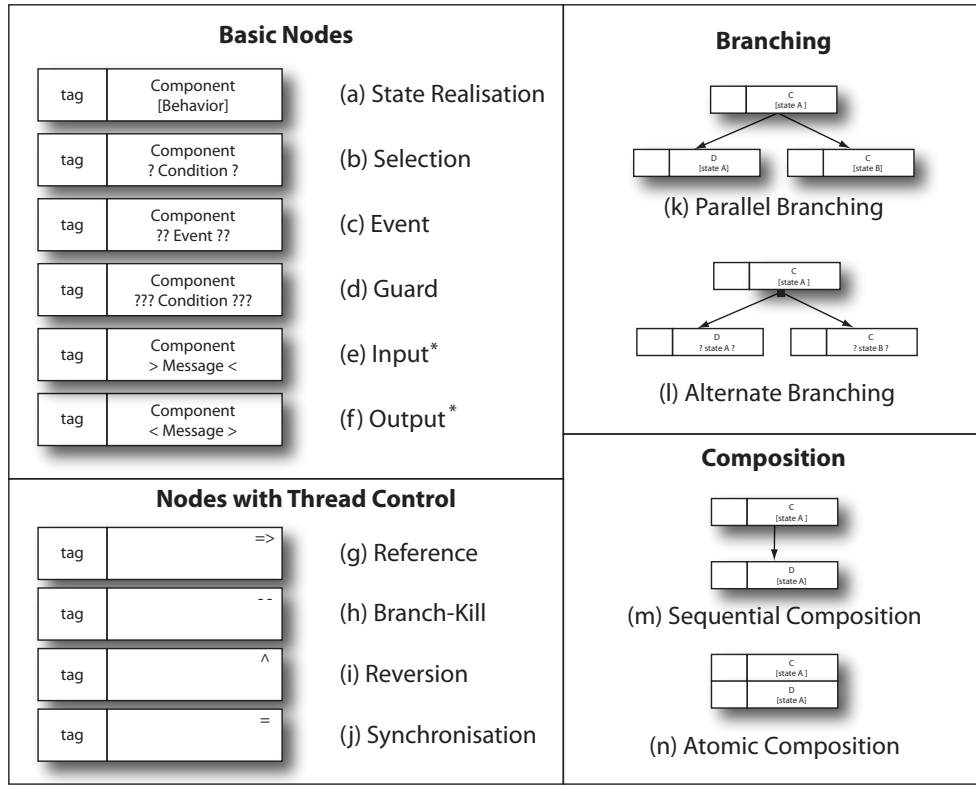 Basic Nodes
tag
Component
[Behavior]
(a) State Realisation
tag
Component
? Condition ?
(b) Selection
tag
Component
?? Event ??
(c) Event
tag
Component
??? Condition ???
(d) Guard
tag
Component
> Message <
(e) Input*
tag
Component
< Message >
(f) Output*
Nodes with Thread Control
tag
=>
(g) Reference
tag
--
(h) Branch-Kill
tag
^
(i) Reversion
tag
=
(j) Synchronisation
Branching
C
[state A ]
D
[state A]
C
[state B]
(k) Parallel Branching
C
[state A ]
D
? state A ?
C
? state B ?
(l) Alternate Branching
Composition
C
[state A ]
D
[state A]
(m) Sequential Composition
C
[state A ]
D
[state A]
(n) Atomic Composition